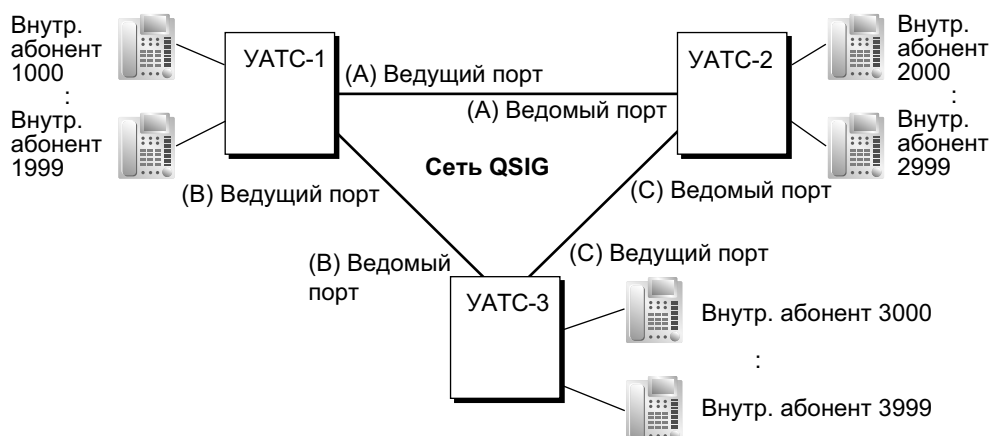 Внутр.
абонент
1000
:
Внутр.
абонент
1999
УАТС-1
(A) Ведущий порт
(A) Ведомый порт
УАТС-2
Внутр.
абонент
2000
:
Внутр.
абонент
2999
Сеть QSIG
(B) Ведущий порт
(C) Ведомый порт
(B) Ведомый
порт
(C) Ведущий порт
УАТС-3
Внутр. абонент 3000
:
Внутр. абонент 3999